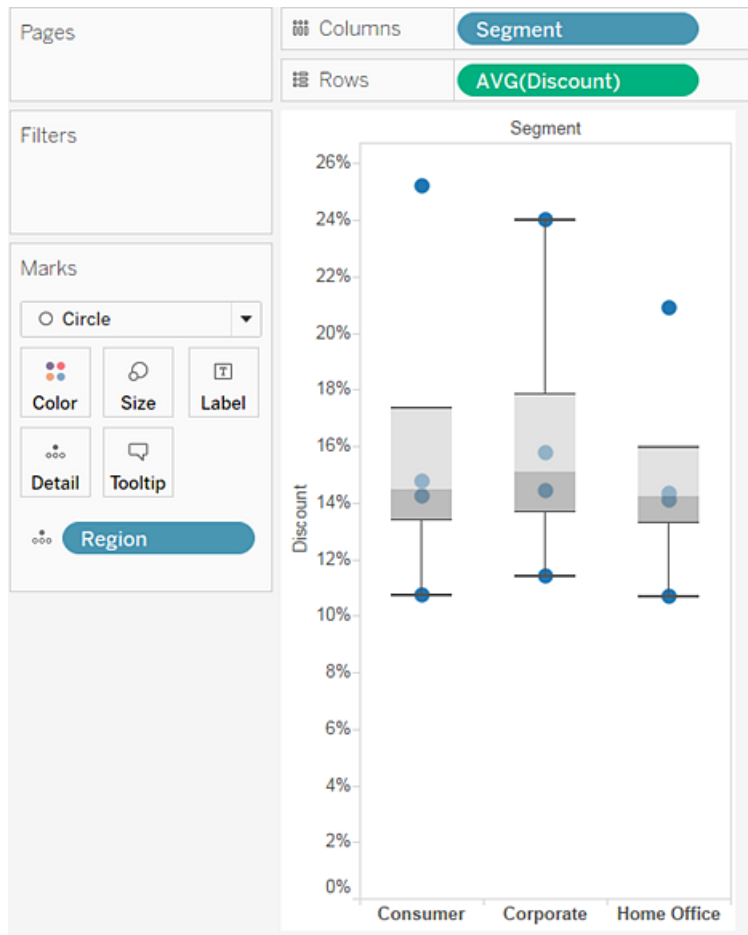 Pages
Columns Segment
Rows AVG(Discount)
Filters
Marks
Circle
Color Size Label
Detail Tooltip
Region
Segment
26%
24%
22%
20%
18%
16%
14%
12%
10%
8%
6%
4%
2%
0%
Discount
Consumer Corporate Home Office